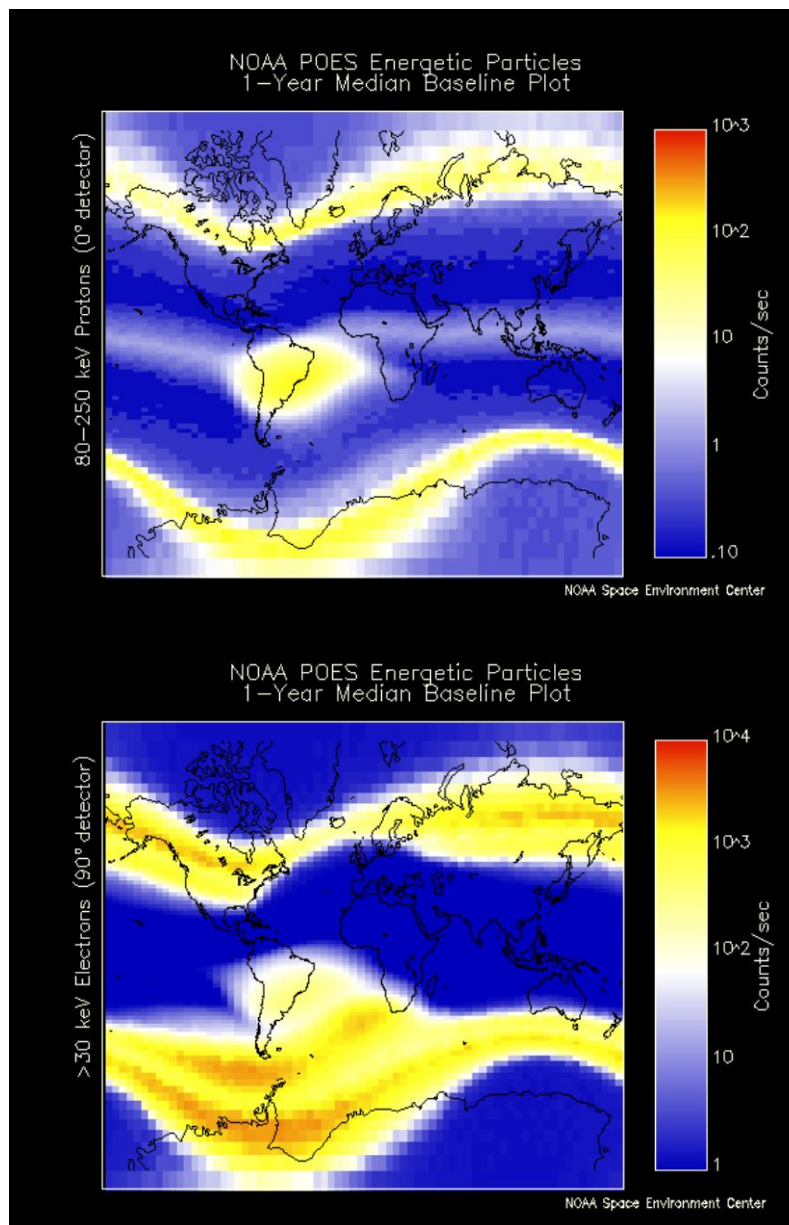 NOAA POES Energetic Particles
1-Year Median Baseline Plot
80-250 keV Protons (0° detector)
10^3
10^2
10
1
.10
Counts/sec
NOAA Space Environment Center
NOAA POES Energetic Particles
1-Year Median Baseline Plot
>30 keV Electrons (90° detector)
10^4
10^3
10^2
10
1
Counts/sec
NOAA Space Environment Center